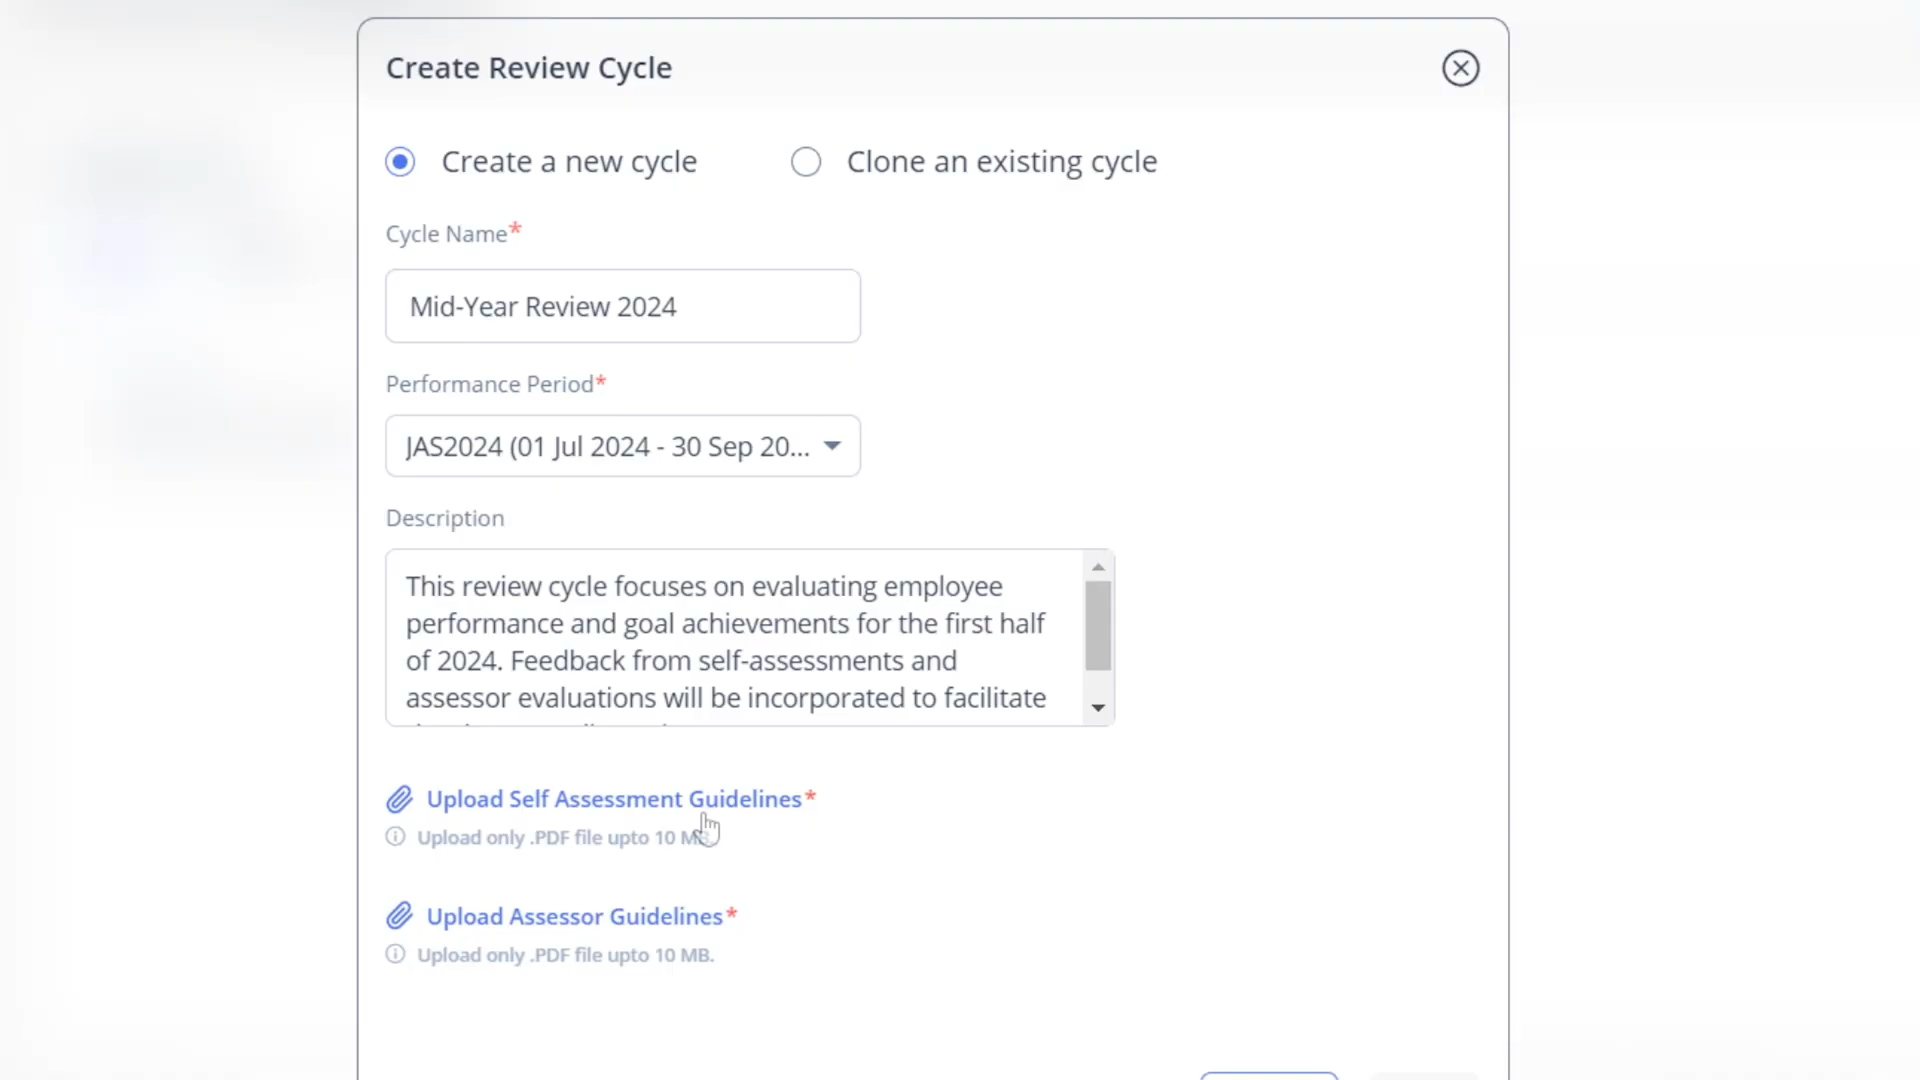 Create Review Cycle
Create a new cycle
Clone an existing cycle
Cycle Name*
Mid-Year Review 2024
Performance Period*
JAS2024 (01 Jul 2024 - 30 Sep 20...
Description
This review cycle focuses on evaluating employee
performance and goal achievements for the first half
of 2024. Feedback from self-assessments and
assessor evaluations will be incorporated to facilitate
Upload Self Assessment Guidelines*
Upload only .PDF file upto 10 MB.
Upload Assessor Guidelines*
Upload only .PDF file upto 10 MB.